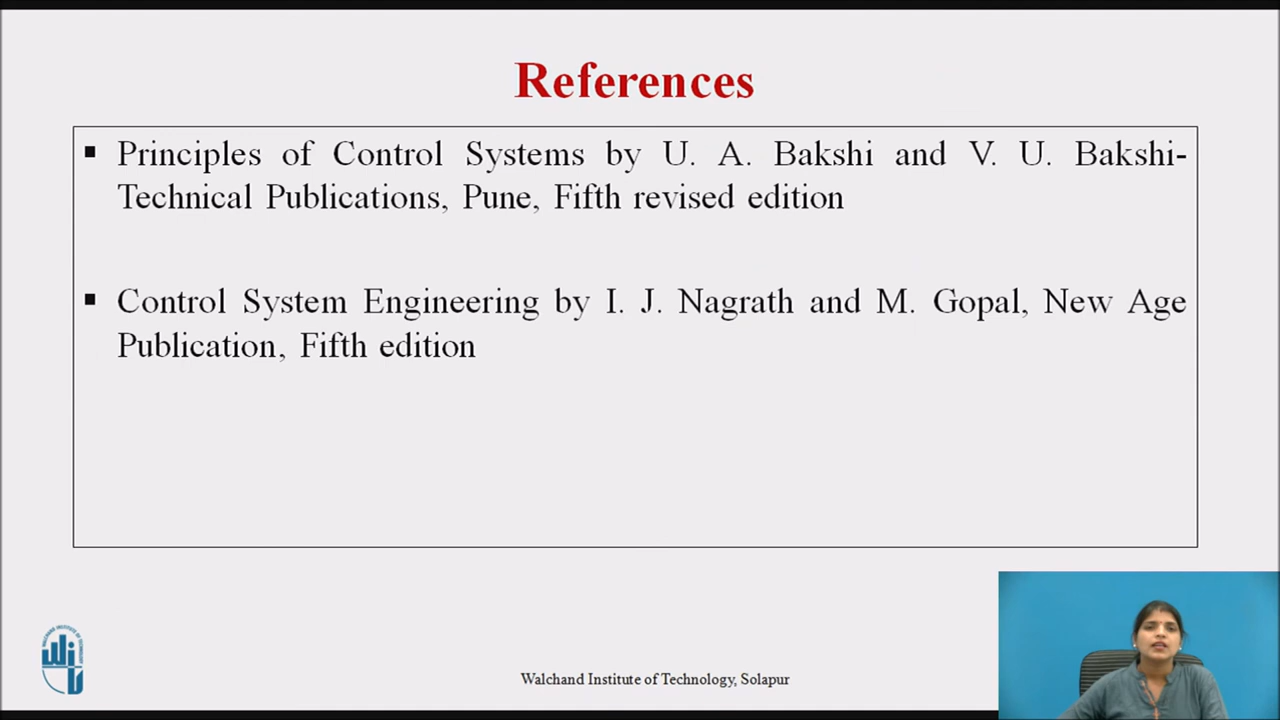 References
▪ Principles of Control Systems by U. A. Bakshi and V. U. Bakshi-
Technical Publications, Pune, Fifth revised edition
▪ Control System Engineering by I. J. Nagrath and M. Gopal, New Age
Publication, Fifth edition
Walchand Institute of Technology, Solapur